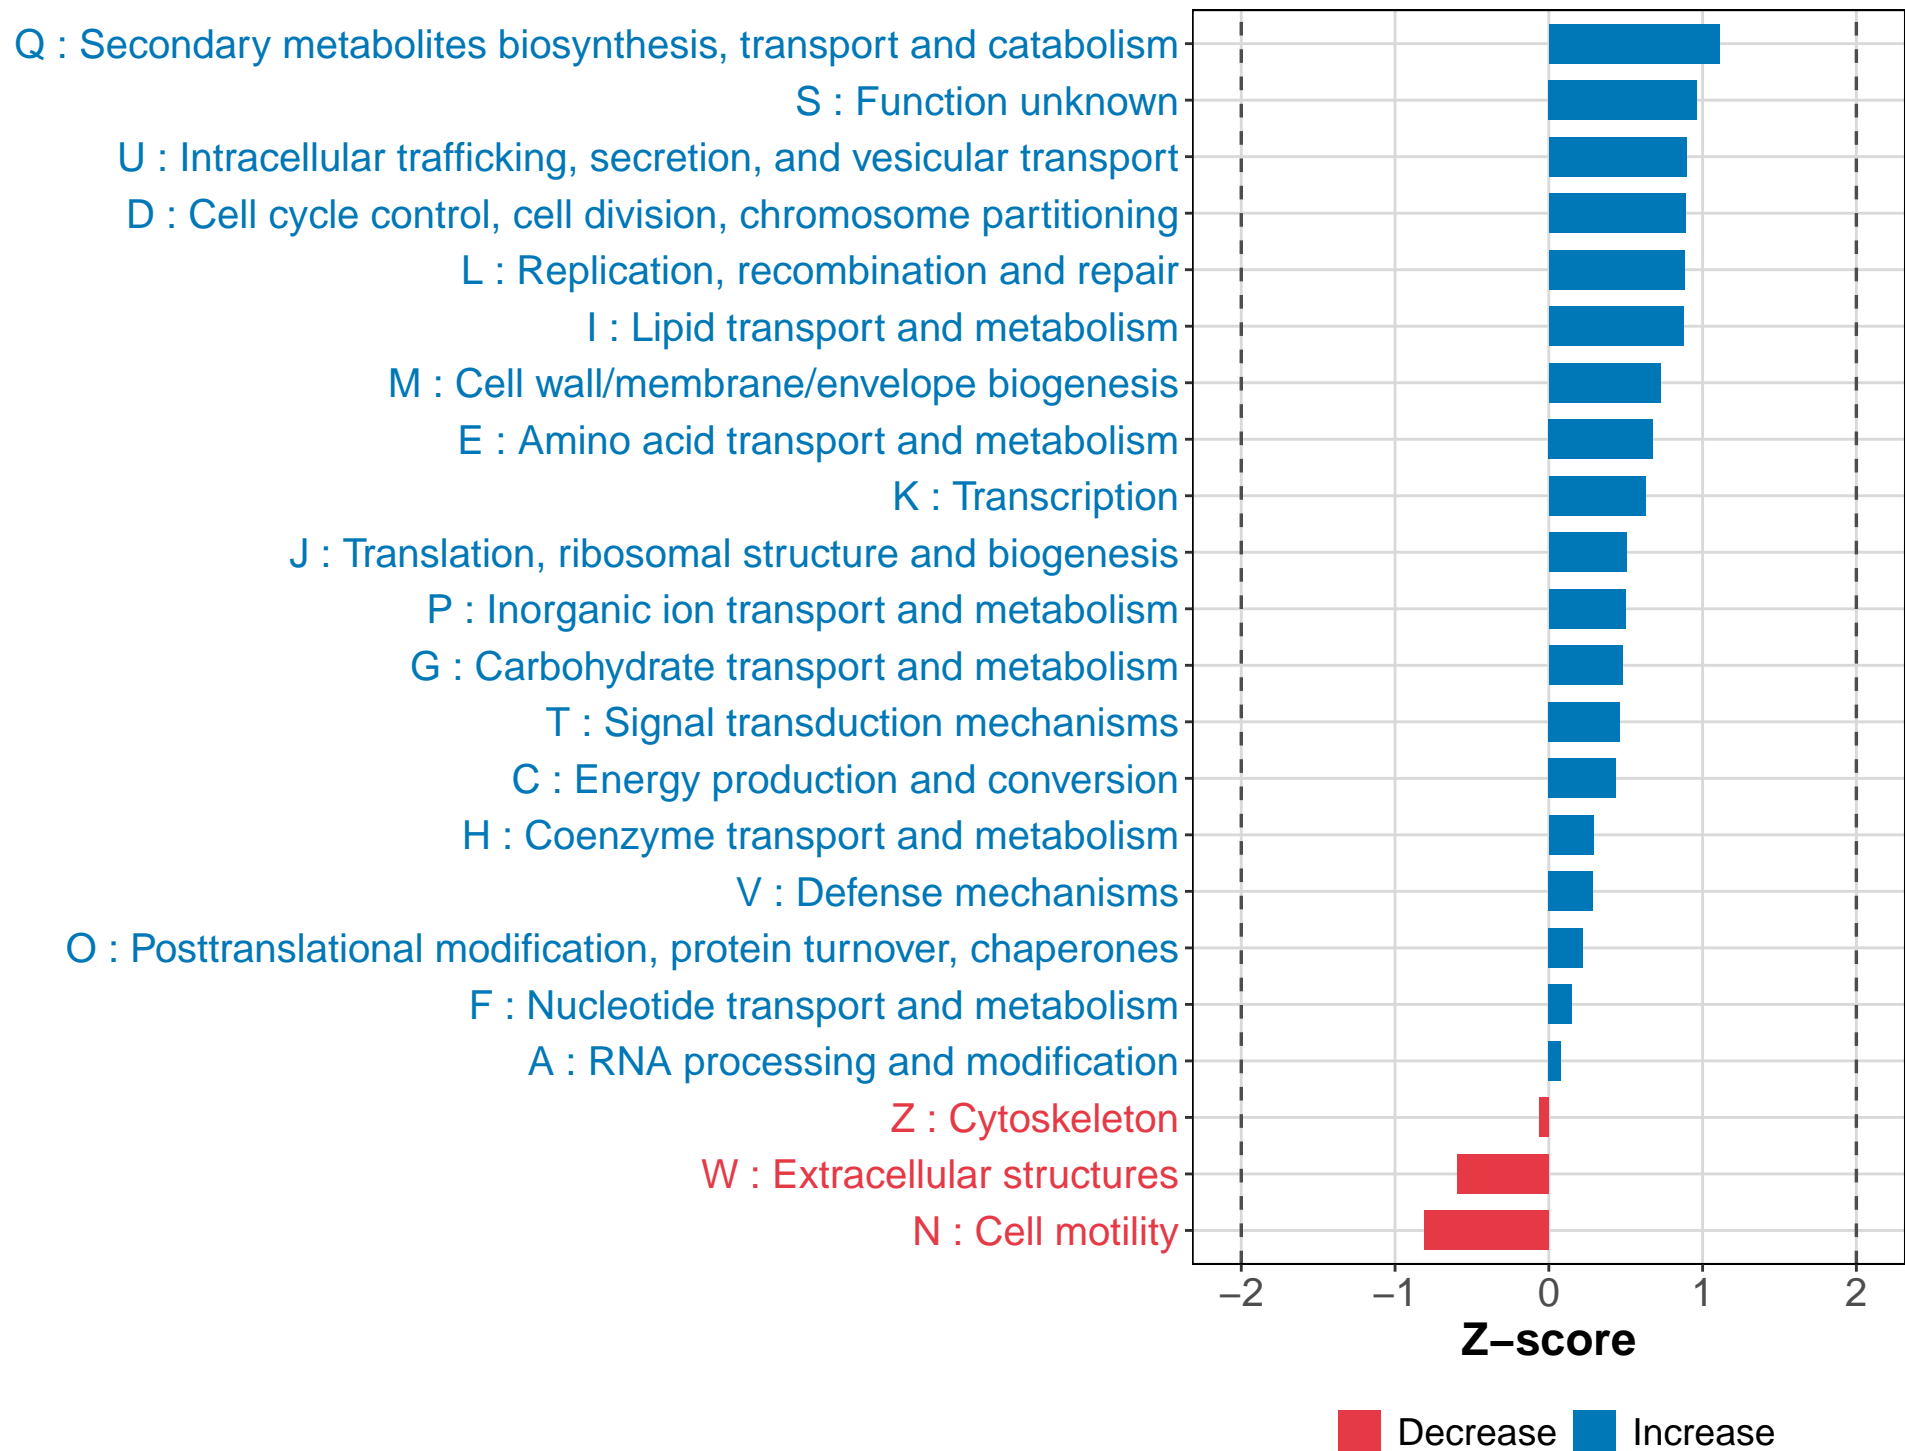 Q : Secondary metabolites biosynthesis, transport and catabolism
S : Function unknown
U : Intracellular trafficking, secretion, and vesicular transport
D : Cell cycle control, cell division, chromosome partitioning
L : Replication, recombination and repair
I : Lipid transport and metabolism
M : Cell wall/membrane/envelope biogenesis
E : Amino acid transport and metabolism
K : Transcription
J : Translation, ribosomal structure and biogenesis
P : Inorganic ion transport and metabolism
G : Carbohydrate transport and metabolism
T : Signal transduction mechanisms
C : Energy production and conversion
H : Coenzyme transport and metabolism
V : Defense mechanisms
O : Posttranslational modification, protein turnover, chaperones
F : Nucleotide transport and metabolism
A : RNA processing and modification
Z : Cytoskeleton
W : Extracellular structures
N : Cell motility
−2 −1 0 1 2
Z−score
Decrease Increase